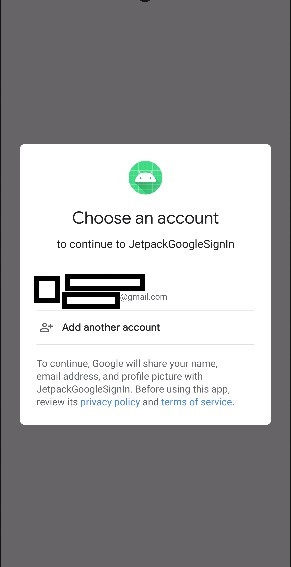 Choose an account
to continue to JetpackGoogleSignIn
@gmail.com
Add another account
To continue, Google will share your name,
email address, and profile picture with
JetpackGoogleSignIn. Before using this app,
review its privacy policy and terms of service.